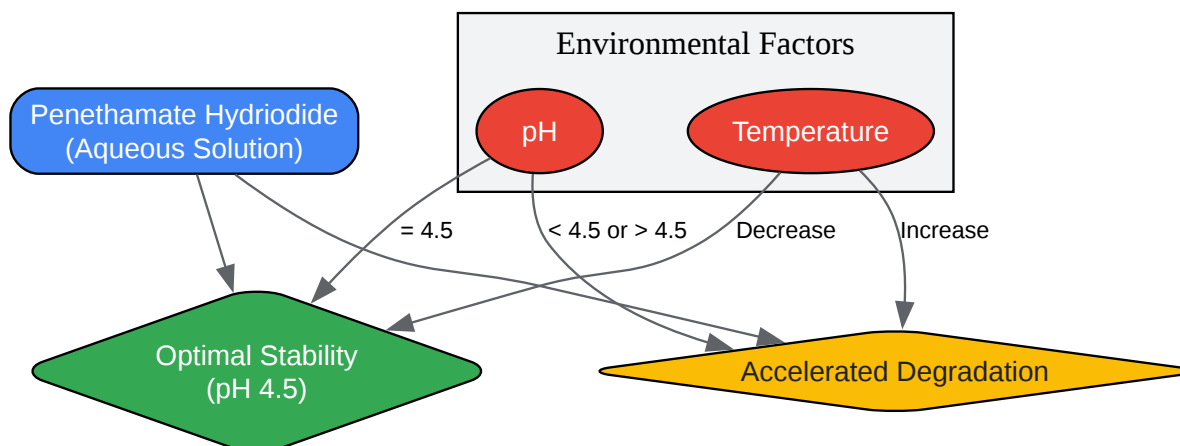 Environmental Factors
Penethamate Hydriodide
(Aqueous Solution)
pH
Temperature
= 4.5
< 4.5 or > 4.5
Decrease
Increase
Optimal Stability
(pH 4.5)
Accelerated Degradation